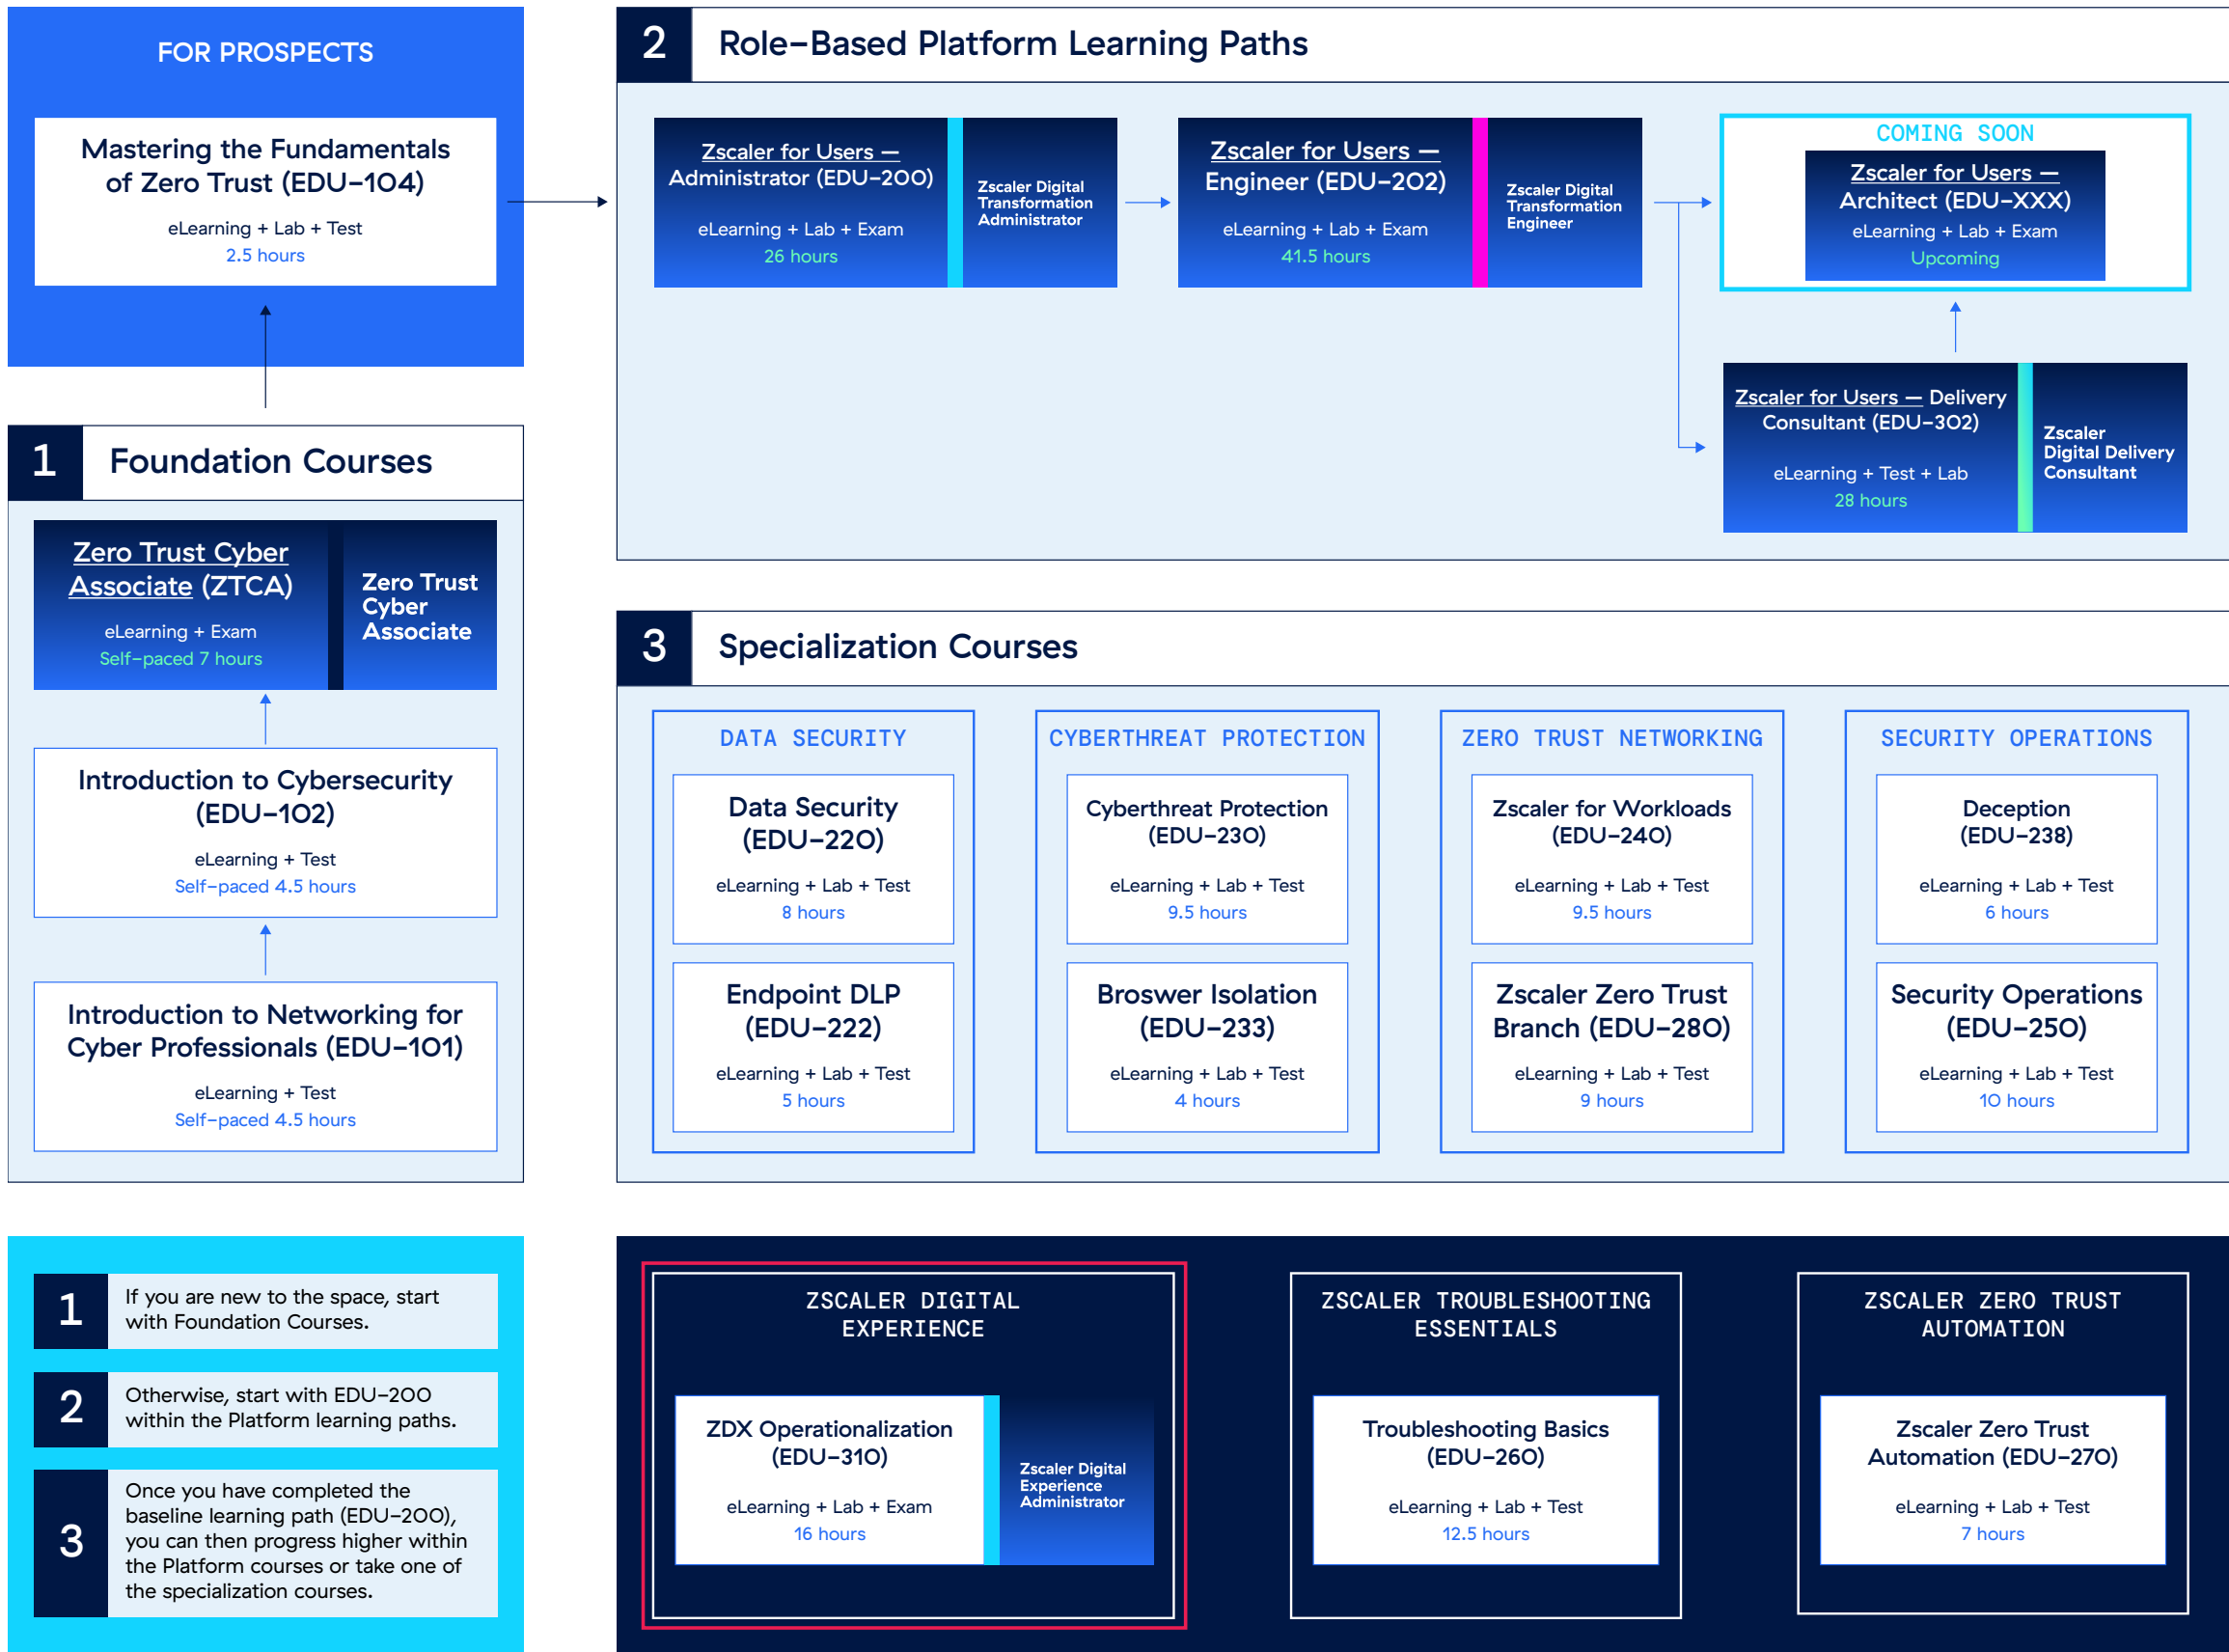 FOR PROSPECTS
Mastering the Fundamentals
of Zero Trust (EDU-104)
eLearning + Lab + Test
2.5 hours
1
Foundation Courses
Zero Trust Cyber
Associate (ZTCA)
eLearning + Exam
Self-paced 7 hours
Zero Trust
Cyber
Associate
Introduction to Cybersecurity
(EDU-102)
eLearning + Test
Self-paced 4.5 hours
Introduction to Networking for
Cyber Professionals (EDU-101)
eLearning + Test
Self-paced 4.5 hours
1
If you are new to the space, start
with Foundation Courses.
2
Otherwise, start with EDU-200
within the Platform learning paths.
3
Once you have completed the
baseline learning path (EDU-200),
you can then progress higher within
the Platform courses or take one of
the specialization courses.
2
Role-Based Platform Learning Paths
Zscaler for Users —
Administrator (EDU-200)
eLearning + Lab + Exam
26 hours
Zscaler Digital
Transformation
Administrator
Zscaler for Users —
Engineer (EDU-202)
eLearning + Lab + Exam
41.5 hours
Zscaler Digital
Transformation
Engineer
COMING SOON
Zscaler for Users —
Architect (EDU-XXX)
eLearning + Lab + Exam
Upcoming
Zscaler for Users — Delivery
Consultant (EDU-302)
eLearning + Test + Lab
28 hours
Zscaler
Digital Delivery
Consultant
3
Specialization Courses
DATA SECURITY
Data Security
(EDU-220)
eLearning + Lab + Test
8 hours
Endpoint DLP
(EDU-222)
eLearning + Lab + Test
5 hours
CYBERTHREAT PROTECTION
Cyberthreat Protection
(EDU-230)
eLearning + Lab + Test
9.5 hours
Broswer Isolation
(EDU-233)
eLearning + Lab + Test
4 hours
ZERO TRUST NETWORKING
Zscaler for Workloads
(EDU-240)
eLearning + Lab + Test
9.5 hours
Zscaler Zero Trust
Branch (EDU-280)
eLearning + Lab + Test
9 hours
SECURITY OPERATIONS
Deception
(EDU-238)
eLearning + Lab + Test
6 hours
Security Operations
(EDU-250)
eLearning + Lab + Test
10 hours
ZSCALER DIGITAL
EXPERIENCE
ZDX Operationalization
(EDU-310)
eLearning + Lab + Exam
16 hours
Zscaler Digital
Experience
Administrator
ZSCALER TROUBLESHOOTING
ESSENTIALS
Troubleshooting Basics
(EDU-260)
eLearning + Lab + Test
12.5 hours
ZSCALER ZERO TRUST
AUTOMATION
Zscaler Zero Trust
Automation (EDU-270)
eLearning + Lab + Test
7 hours